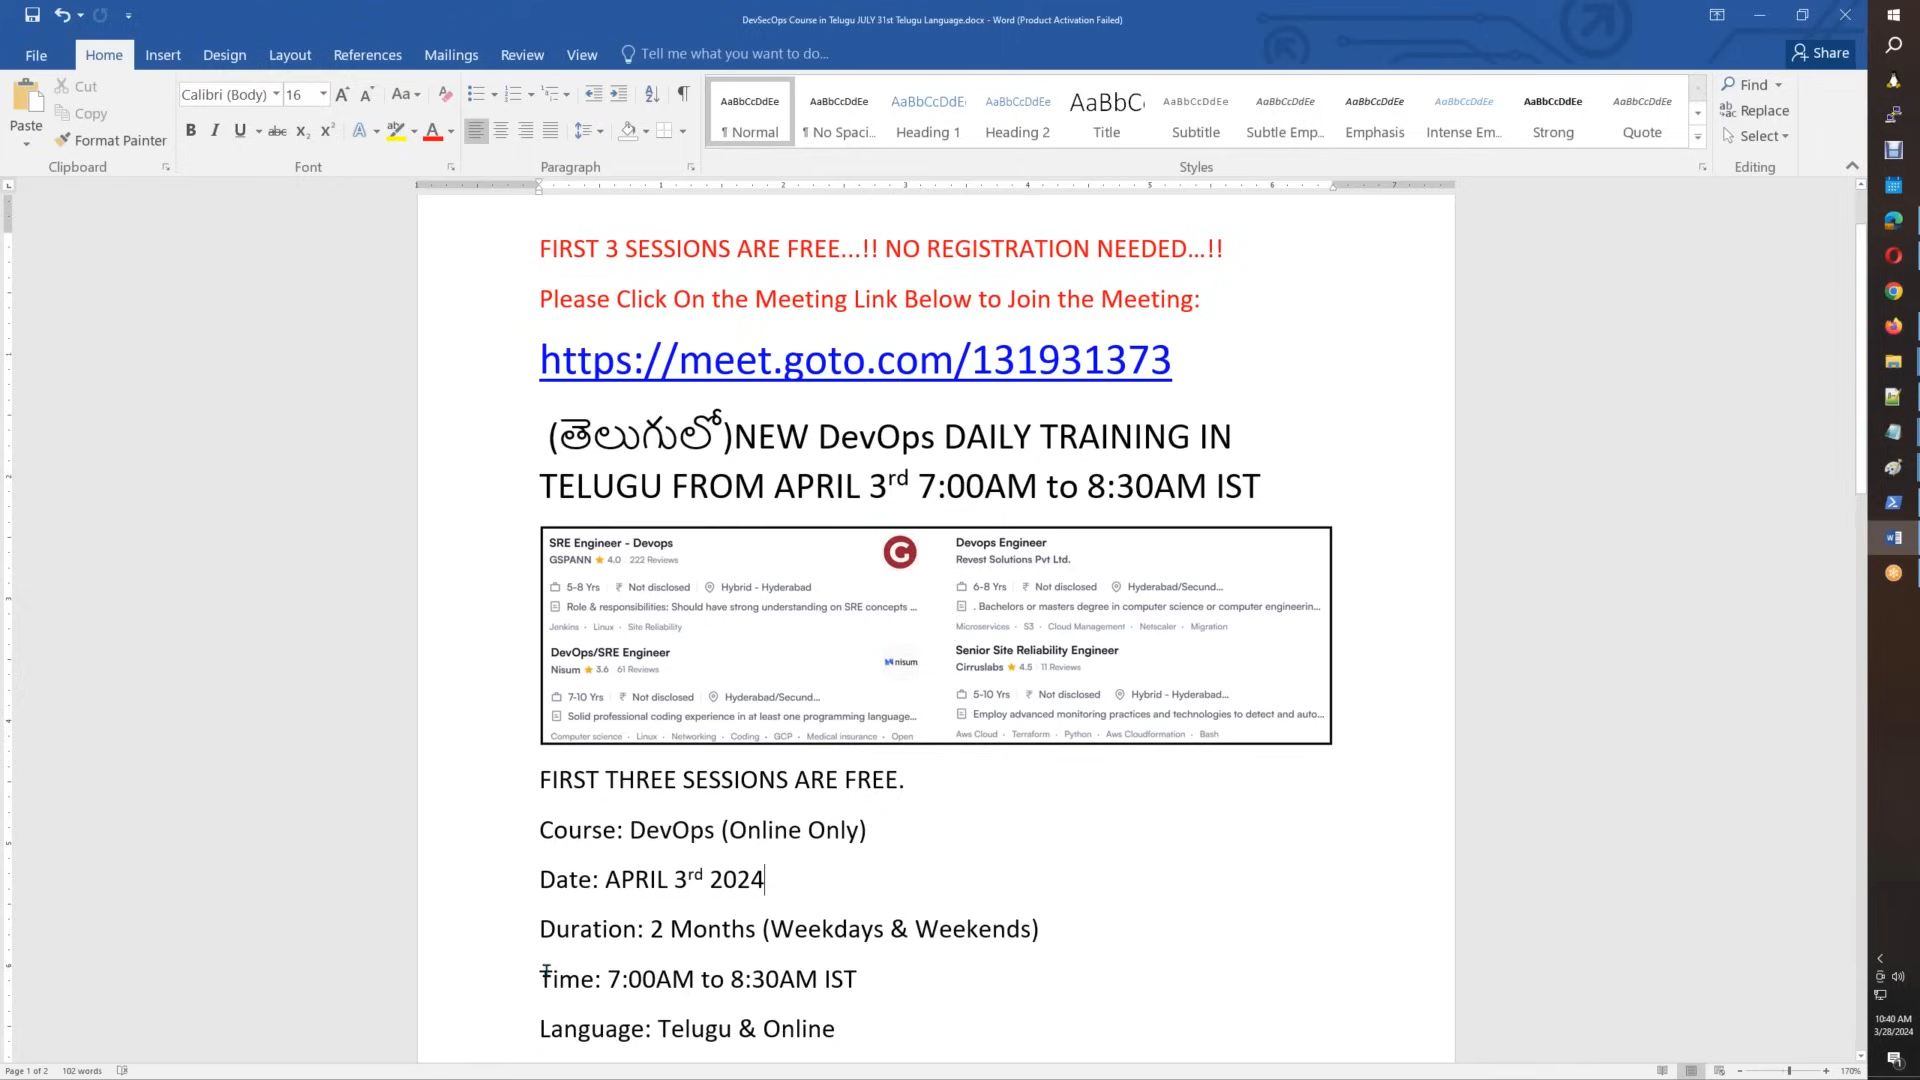 DevSecOps Course in Telugu JULY 31st Telugu Language.docx - Word (Product Activation Failed)
File Home Insert Design Layout References Mailings Review View Tell me what you want to do... Share
Paste
Cut
Copy
Format Painter
Clipboard
Calibri (Body) 16
Font
Paragraph
AaBbCcDdEe AaBbCcDdEe AaBbCcDdE AaBbCcDdEe AaBbC AaBbCcDdEe AaBbCcDdEe AaBbCcDdEe AaBbCcDdEe AaBbCcDdEe AaBbCcDdEe
¶ Normal ¶ No Spaci... Heading 1 Heading 2 Title Subtitle Subtle Emp... Emphasis Intense Em... Strong Quote
Styles
Find
Replace
Select
Editing
FIRST 3 SESSIONS ARE FREE...!! NO REGISTRATION NEEDED...!!
Please Click On the Meeting Link Below to Join the Meeting:
https://meet.goto.com/131931373
(తెలుగులో)NEW DevOps DAILY TRAINING IN
TELUGU FROM APRIL 3rd 7:00AM to 8:30AM IST
SRE Engineer - Devops
GSPANN 4.0 222 Reviews
5-8 Yrs ₹ Not disclosed Hybrid - Hyderabad
Role & responsibilities: Should have strong understanding on SRE concepts ...
Jenkins · Linux · Site Reliability
Devops Engineer
Revest Solutions Pvt Ltd.
6-8 Yrs ₹ Not disclosed Hyderabad/Secund...
. Bachelors or masters degree in computer science or computer engineerin...
Microservices · S3 · Cloud Management · Netscaler · Migration
DevOps/SRE Engineer
Nisum 3.6 61 Reviews
nisum
7-10 Yrs ₹ Not disclosed Hyderabad/Secund...
Solid professional coding experience in at least one programming language...
Computer science · Linux · Networking · Coding · GCP · Medical insurance · Open
Senior Site Reliability Engineer
Cirruslabs 4.5 11 Reviews
5-10 Yrs ₹ Not disclosed Hybrid - Hyderabad...
Employ advanced monitoring practices and technologies to detect and auto...
Aws Cloud · Terraform · Python · Aws Cloudformation · Bash
FIRST THREE SESSIONS ARE FREE.
Course: DevOps (Online Only)
Date: APRIL 3rd 2024
Duration: 2 Months (Weekdays & Weekends)
Time: 7:00AM to 8:30AM IST
Language: Telugu & Online
Page 1 of 2 102 words
170%
10:40 AM
3/28/2024